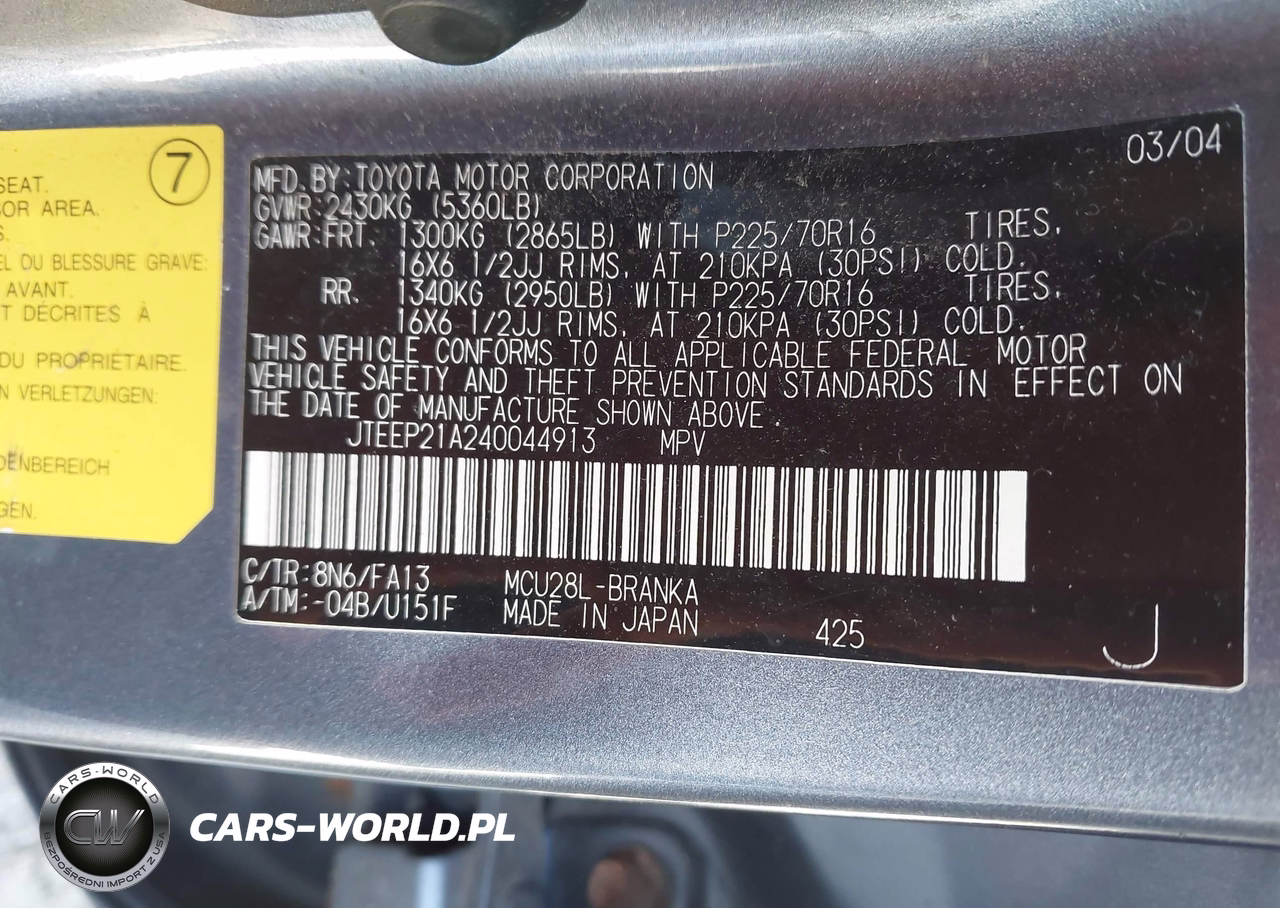 7
SEAT.
OR AREA.
EL DU BLESSURE GRAVE:
AVANT.
T DÉCRITES À
DU PROPRIÉTAIRE.
N VERLETZUNGEN:
DENBEREICH
GEN.
03/04
MFD.BY:TOYOTA MOTOR CORPORATION
GVWR:2430KG (5360LB)
GAWR:FRT. 1300KG (2865LB) WITH P225/70R16 TIRES,
16X6 1/2JJ RIMS, AT 210KPA (30PSI) COLD.
RR. 1340KG (2950LB) WITH P225/70R16 TIRES,
16X6 1/2JJ RIMS, AT 210KPA (30PSI) COLD.
THIS VEHICLE CONFORMS TO ALL APPLICABLE FEDERAL MOTOR
VEHICLE SAFETY AND THEFT PREVENTION STANDARDS IN EFFECT ON
THE DATE OF MANUFACTURE SHOWN ABOVE.
JTEEP21A240044913 MPV
C/TR:8N6/FA13 MCU28L-BRANKA
A/TM:-04B/U151F MADE IN JAPAN
425
J
CARS-WORLD
CW
BEZPOŚREDNI IMPORT Z USA
CARS-WORLD.PL